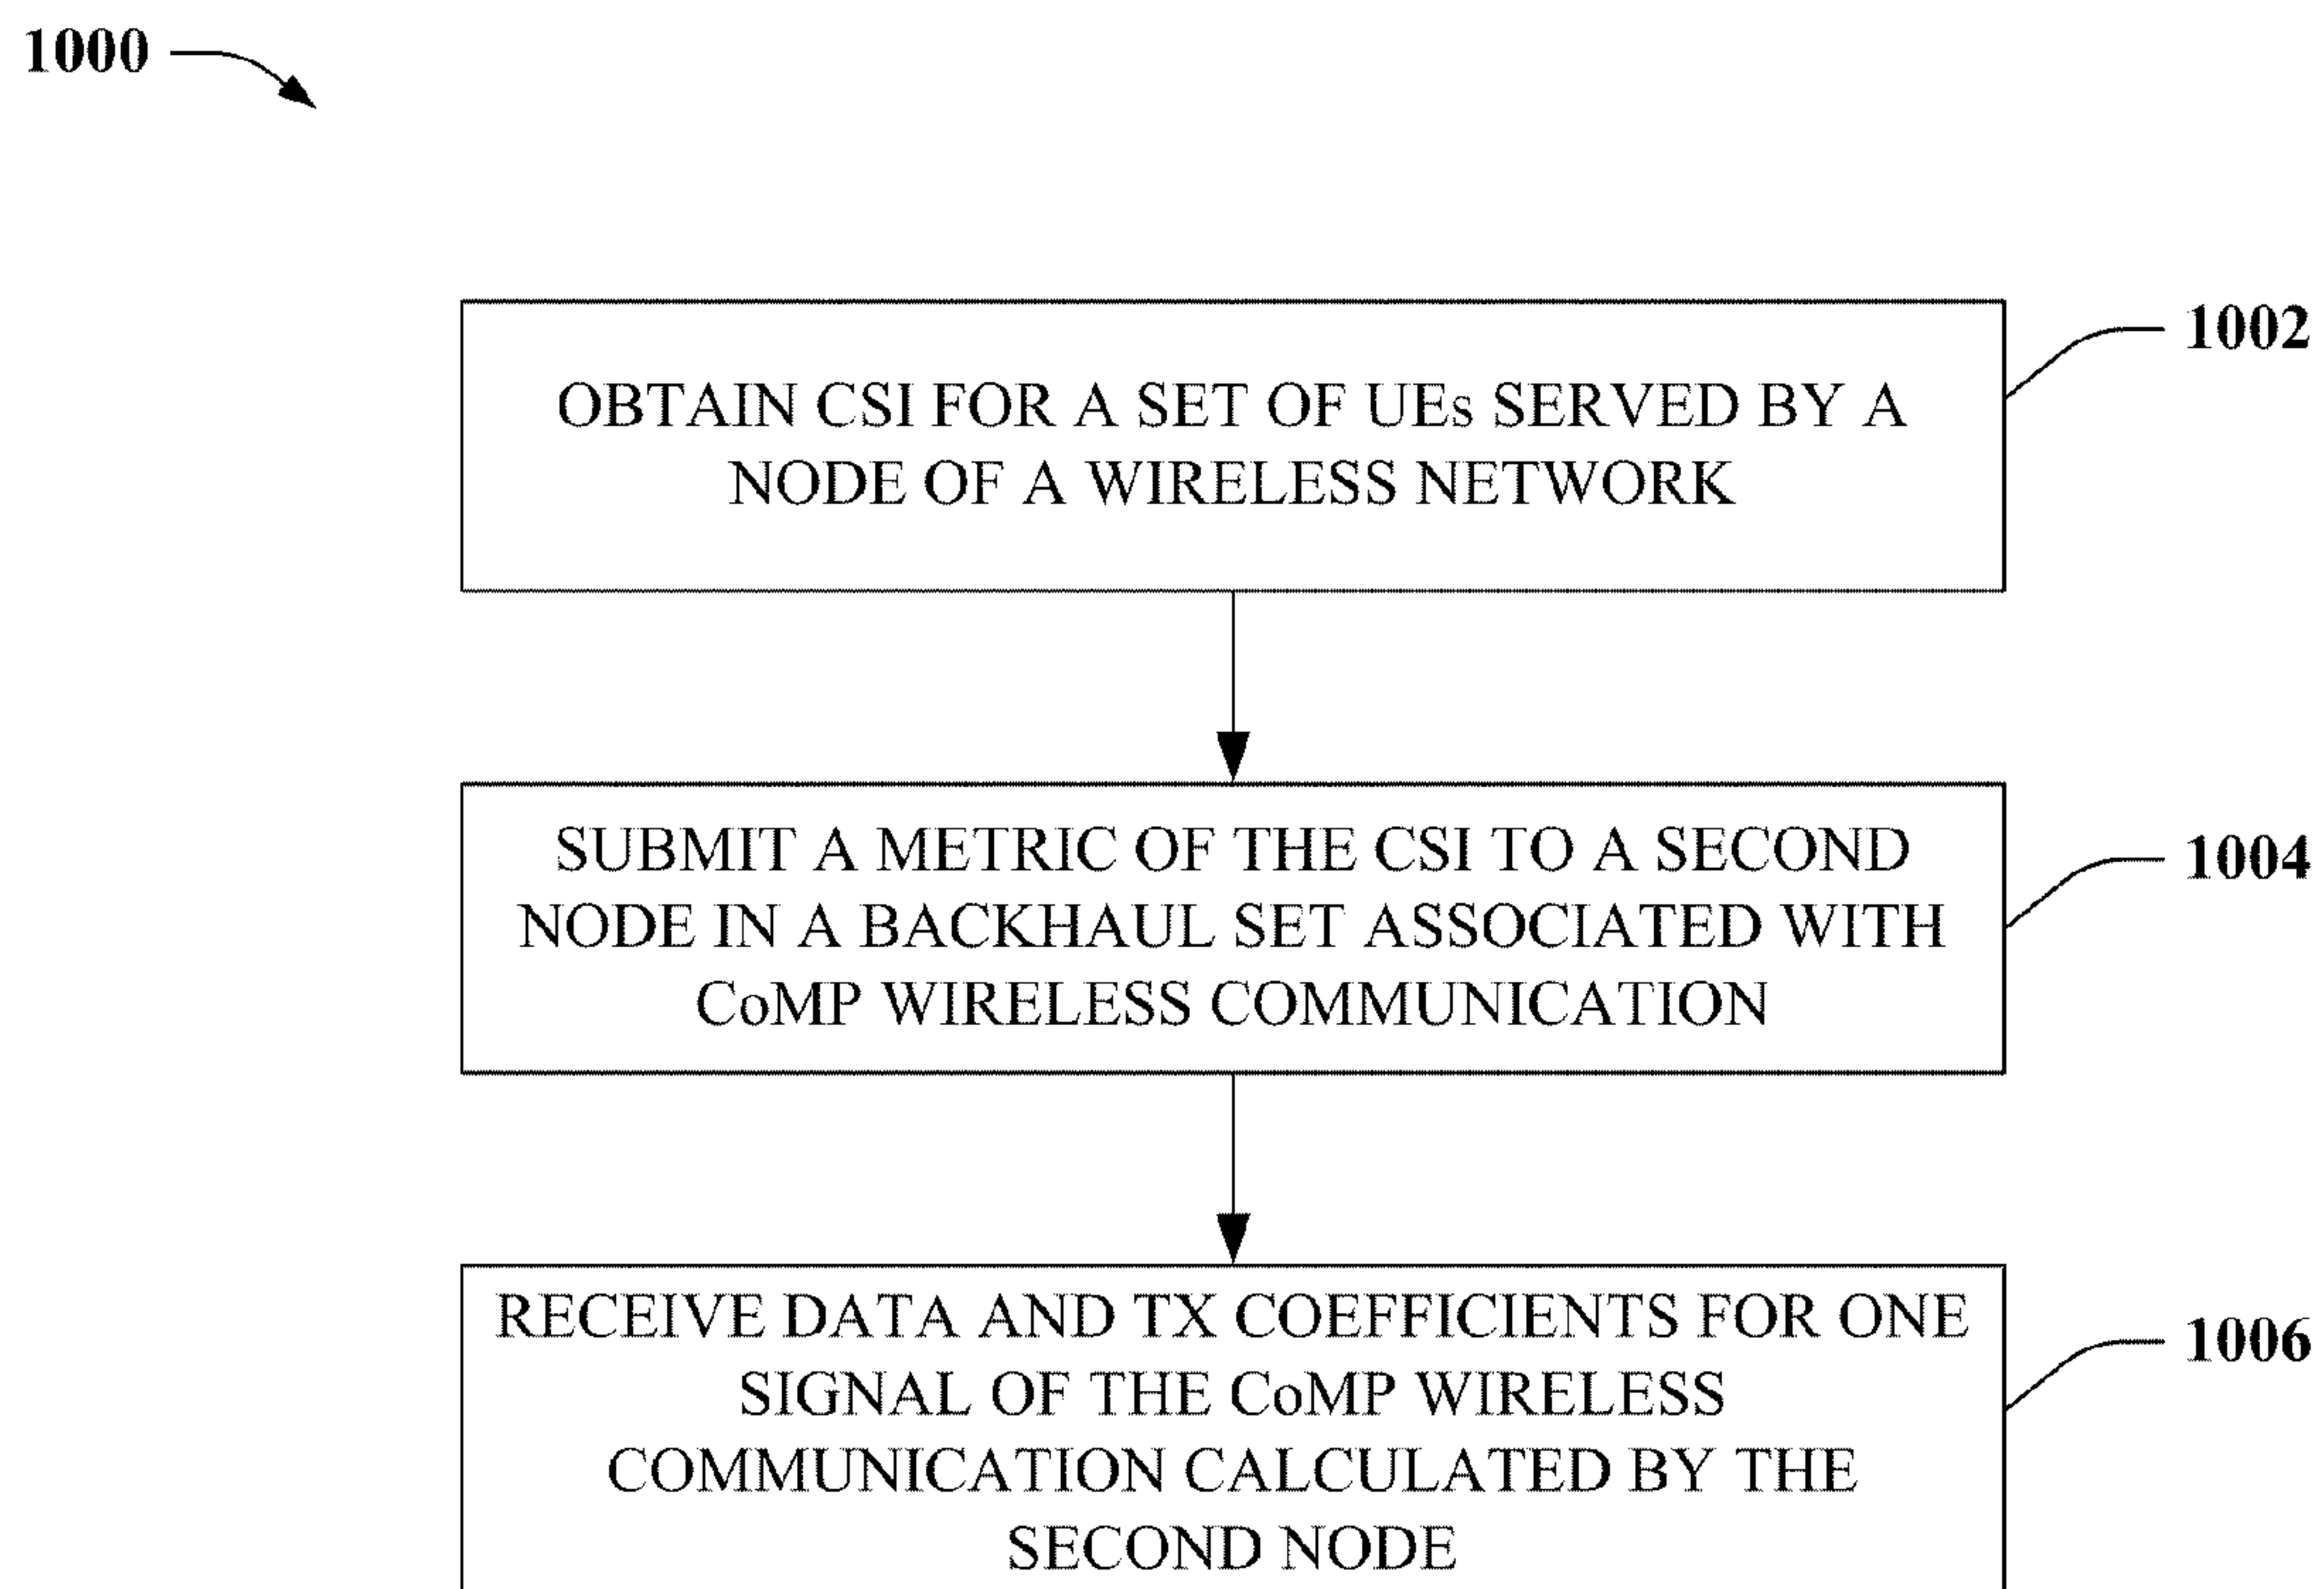 1000
OBTAIN CSI FOR A SET OF UEs SERVED BY A
NODE OF A WIRELESS NETWORK
1002
SUBMIT A METRIC OF THE CSI TO A SECOND
NODE IN A BACKHAUL SET ASSOCIATED WITH
CoMP WIRELESS COMMUNICATION
1004
RECEIVE DATA AND TX COEFFICIENTS FOR ONE
SIGNAL OF THE CoMP WIRELESS
COMMUNICATION CALCULATED BY THE
SECOND NODE
1006